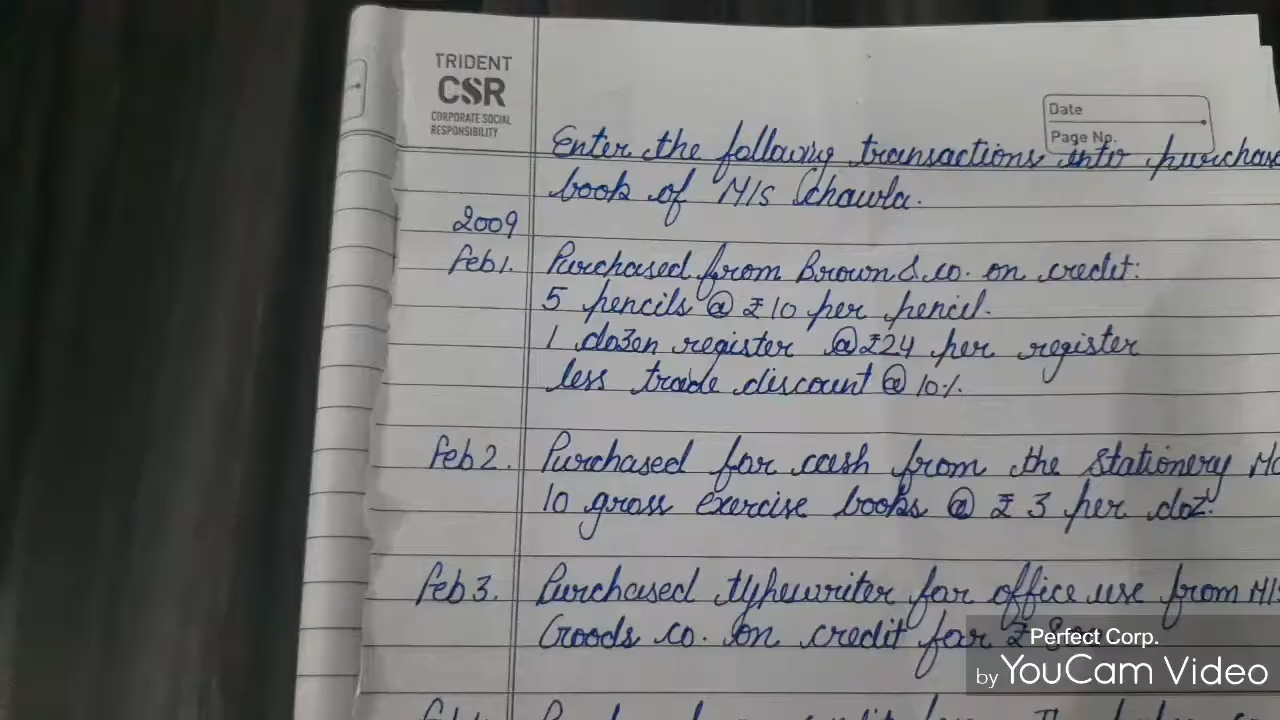 TRIDENT
CSR
CORPORATE SOCIAL
RESPONSIBILITY
Date
Page No.
Enter the following transactions into purchas
book of M/s Chawla.
2009
Feb 1. Purchased from Brown & co. on credit:
5 pencils @ ₹10 per pencil.
1 dozen register @ ₹24 per register
less trade discount @ 10%.
Feb 2. Purchased for cash from the stationery
10 gross exercise books @ ₹ 3 per doz.
Feb 3. Purchased typewriter for office use from M/s
Goods co. on credit for ₹
Perfect Corp.
by YouCam Video